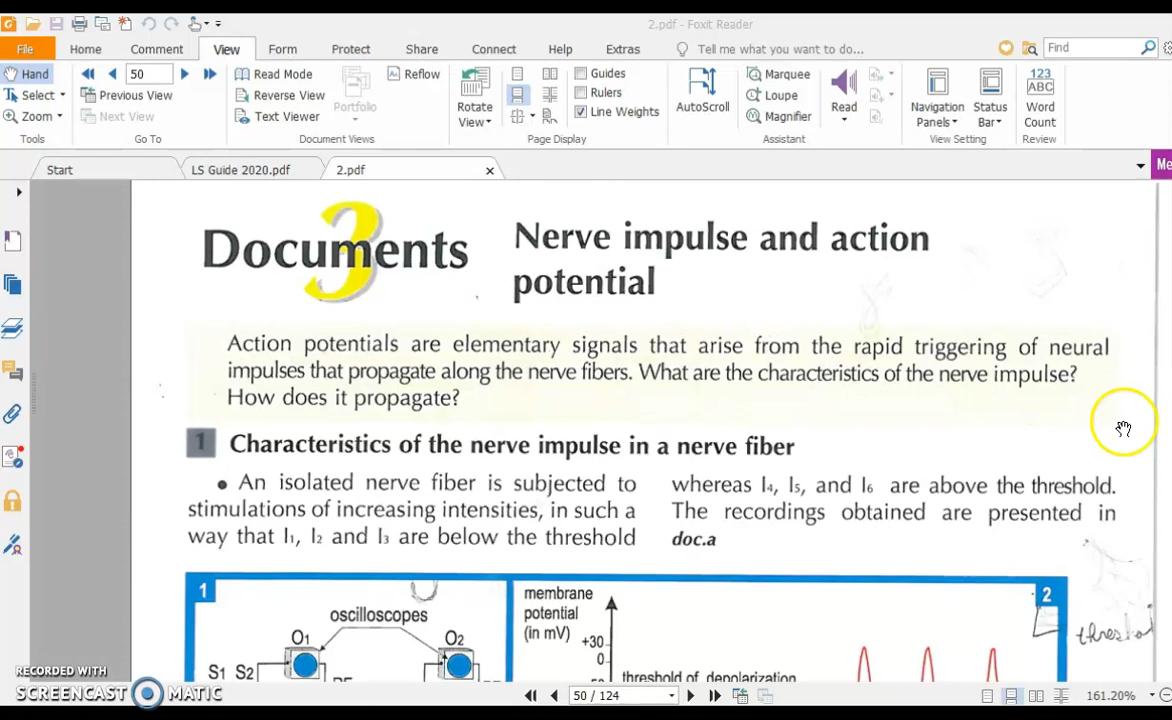 2.pdf - Foxit Reader
File Home Comment View Form Protect Share Connect Help Extras Tell me what you want to do... Find
Hand
Select
Zoom
Tools
50
Previous View
Next View
Go To
Read Mode
Reverse View
Text Viewer
Portfolio
Reflow
Document Views
Rotate
View
Guides
Rulers
Line Weights
Page Display
AutoScroll
Marquee
Loupe
Magnifier
Read
Assistant
Navigation
Panels
Status
Bar
View Setting
123
ABC
Word
Count
Review
Start LS Guide 2020.pdf 2.pdf Me
3
Documents
Nerve impulse and action
potential
Action potentials are elementary signals that arise from the rapid triggering of neural
impulses that propagate along the nerve fibers. What are the characteristics of the nerve impulse?
How does it propagate?
1 Characteristics of the nerve impulse in a nerve fiber
• An isolated nerve fiber is subjected to
stimulations of increasing intensities, in such a
way that I1, I2 and I3 are below the threshold
whereas I4, I5, and I6 are above the threshold.
The recordings obtained are presented in
doc.a
1
oscilloscopes
O1 O2
S1 S2
membrane
potential
(in mV)
+30
0
threshold of depolarization
2
threshol
RECORDED WITH
SCREENCAST MATIC
50 / 124
161.20%